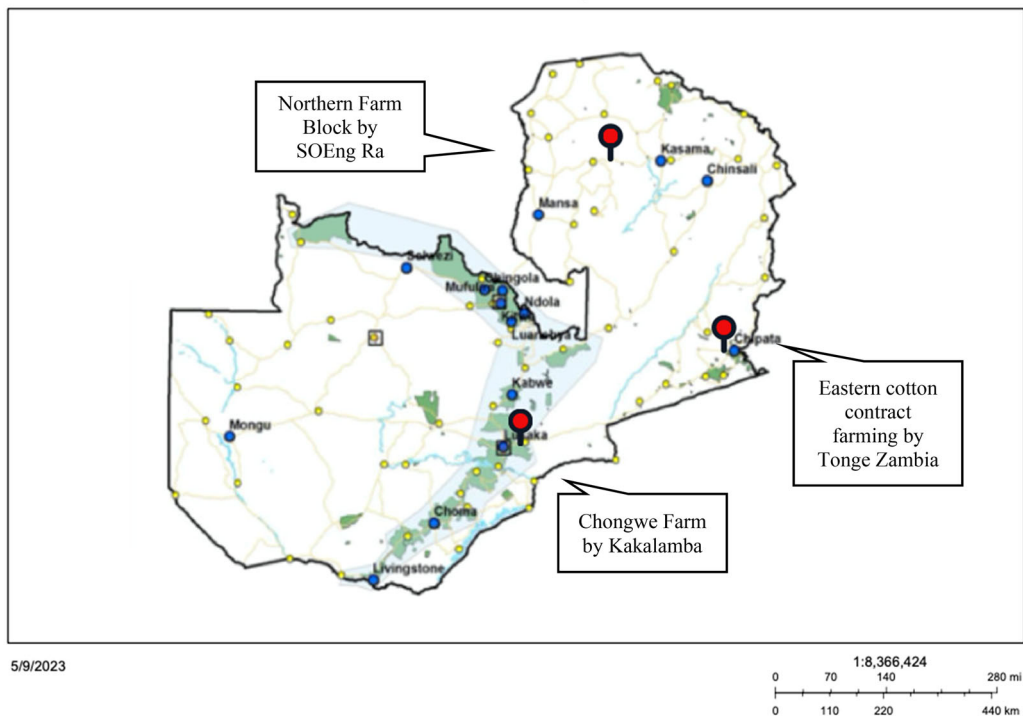 Northern Farm
Block by
SOEng Ra
Kasama
Chinsali
Mansa
Solwezi
Chingola
Mufulira
Ndola
Kitwe
Luanshya
Chipata
Kabwe
Eastern cotton
contract
farming by
Tonge Zambia
Mongu
Lusaka
Chongwe Farm
by Kakalamba
Choma
Livingstone
5/9/2023
1:8,366,424
0 70 140 280 mi
0 110 220 440 km